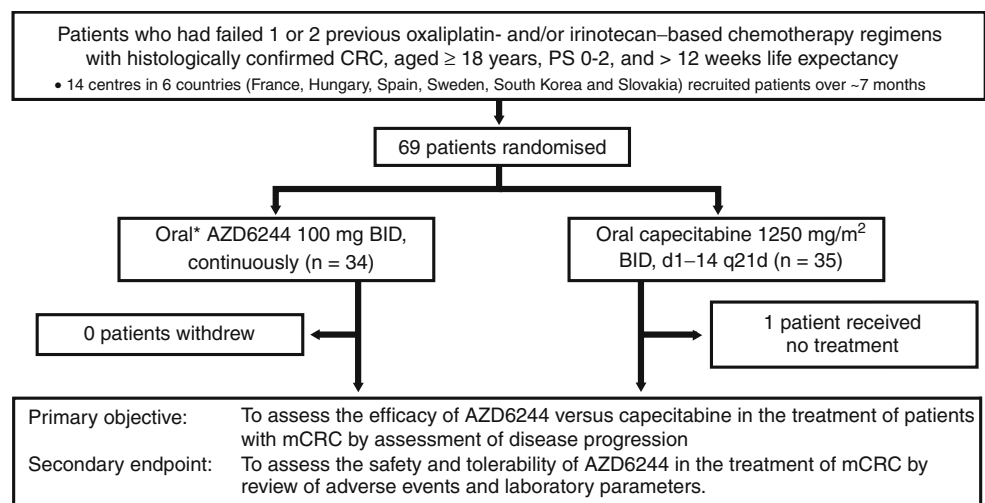 Patients who had failed 1 or 2 previous oxaliplatin- and/or irinotecan–based chemotherapy regimens
with histologically confirmed CRC, aged ≥ 18 years, PS 0-2, and > 12 weeks life expectancy
• 14 centres in 6 countries (France, Hungary, Spain, Sweden, South Korea and Slovakia) recruited patients over ~7 months
69 patients randomised
Oral* AZD6244 100 mg BID,
continuously (n = 34)
Oral capecitabine 1250 mg/m²
BID, d1–14 q21d (n = 35)
0 patients withdrew
1 patient received
no treatment
Primary objective: To assess the efficacy of AZD6244 versus capecitabine in the treatment of patients
with mCRC by assessment of disease progression
Secondary endpoint: To assess the safety and tolerability of AZD6244 in the treatment of mCRC by
review of adverse events and laboratory parameters.